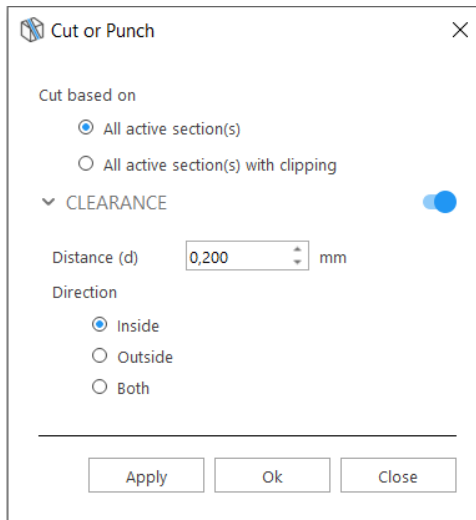 Cut or Punch
Cut based on
All active section(s)
All active section(s) with clipping
CLEARANCE
Distance (d) 0,200 mm
Direction
Inside
Outside
Both
Apply Ok Close